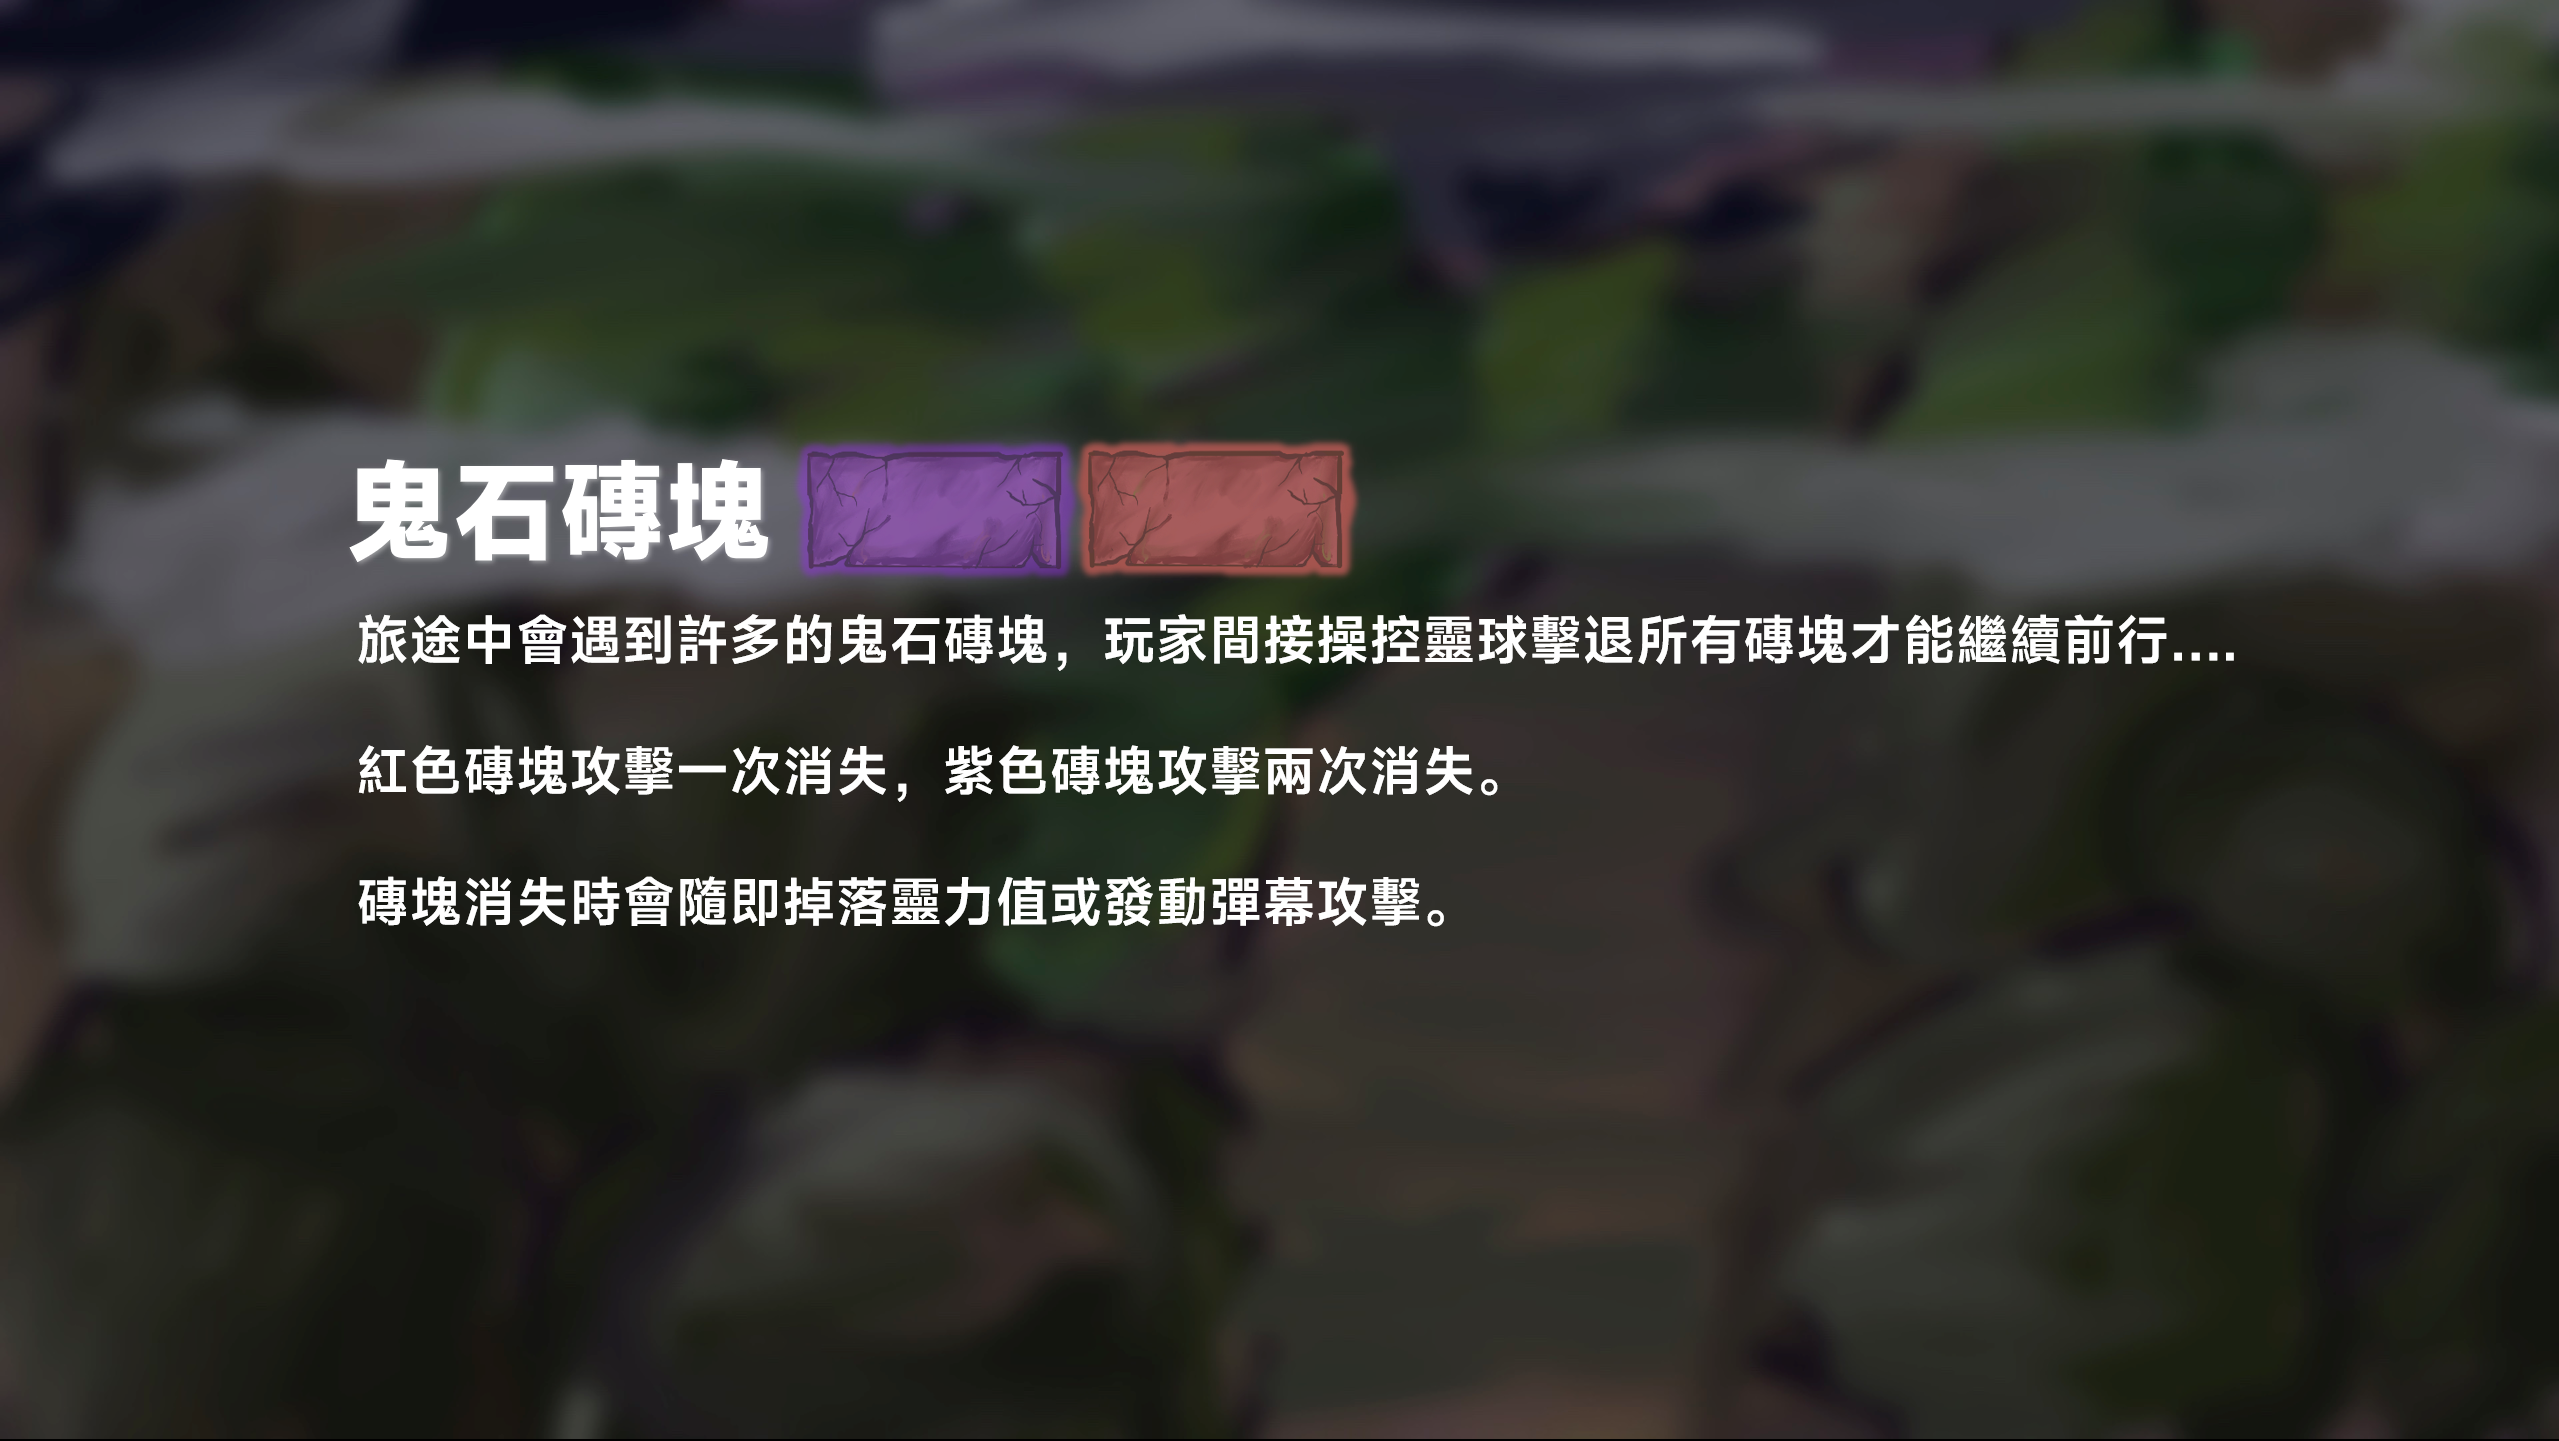 鬼石磚塊
旅途中會遇到許多的鬼石磚塊，玩家間接操控靈球擊退所有磚塊才能繼續前行....
紅色磚塊攻擊一次消失，紫色磚塊攻擊兩次消失。
磚塊消失時會隨即掉落靈力值或發動彈幕攻擊。